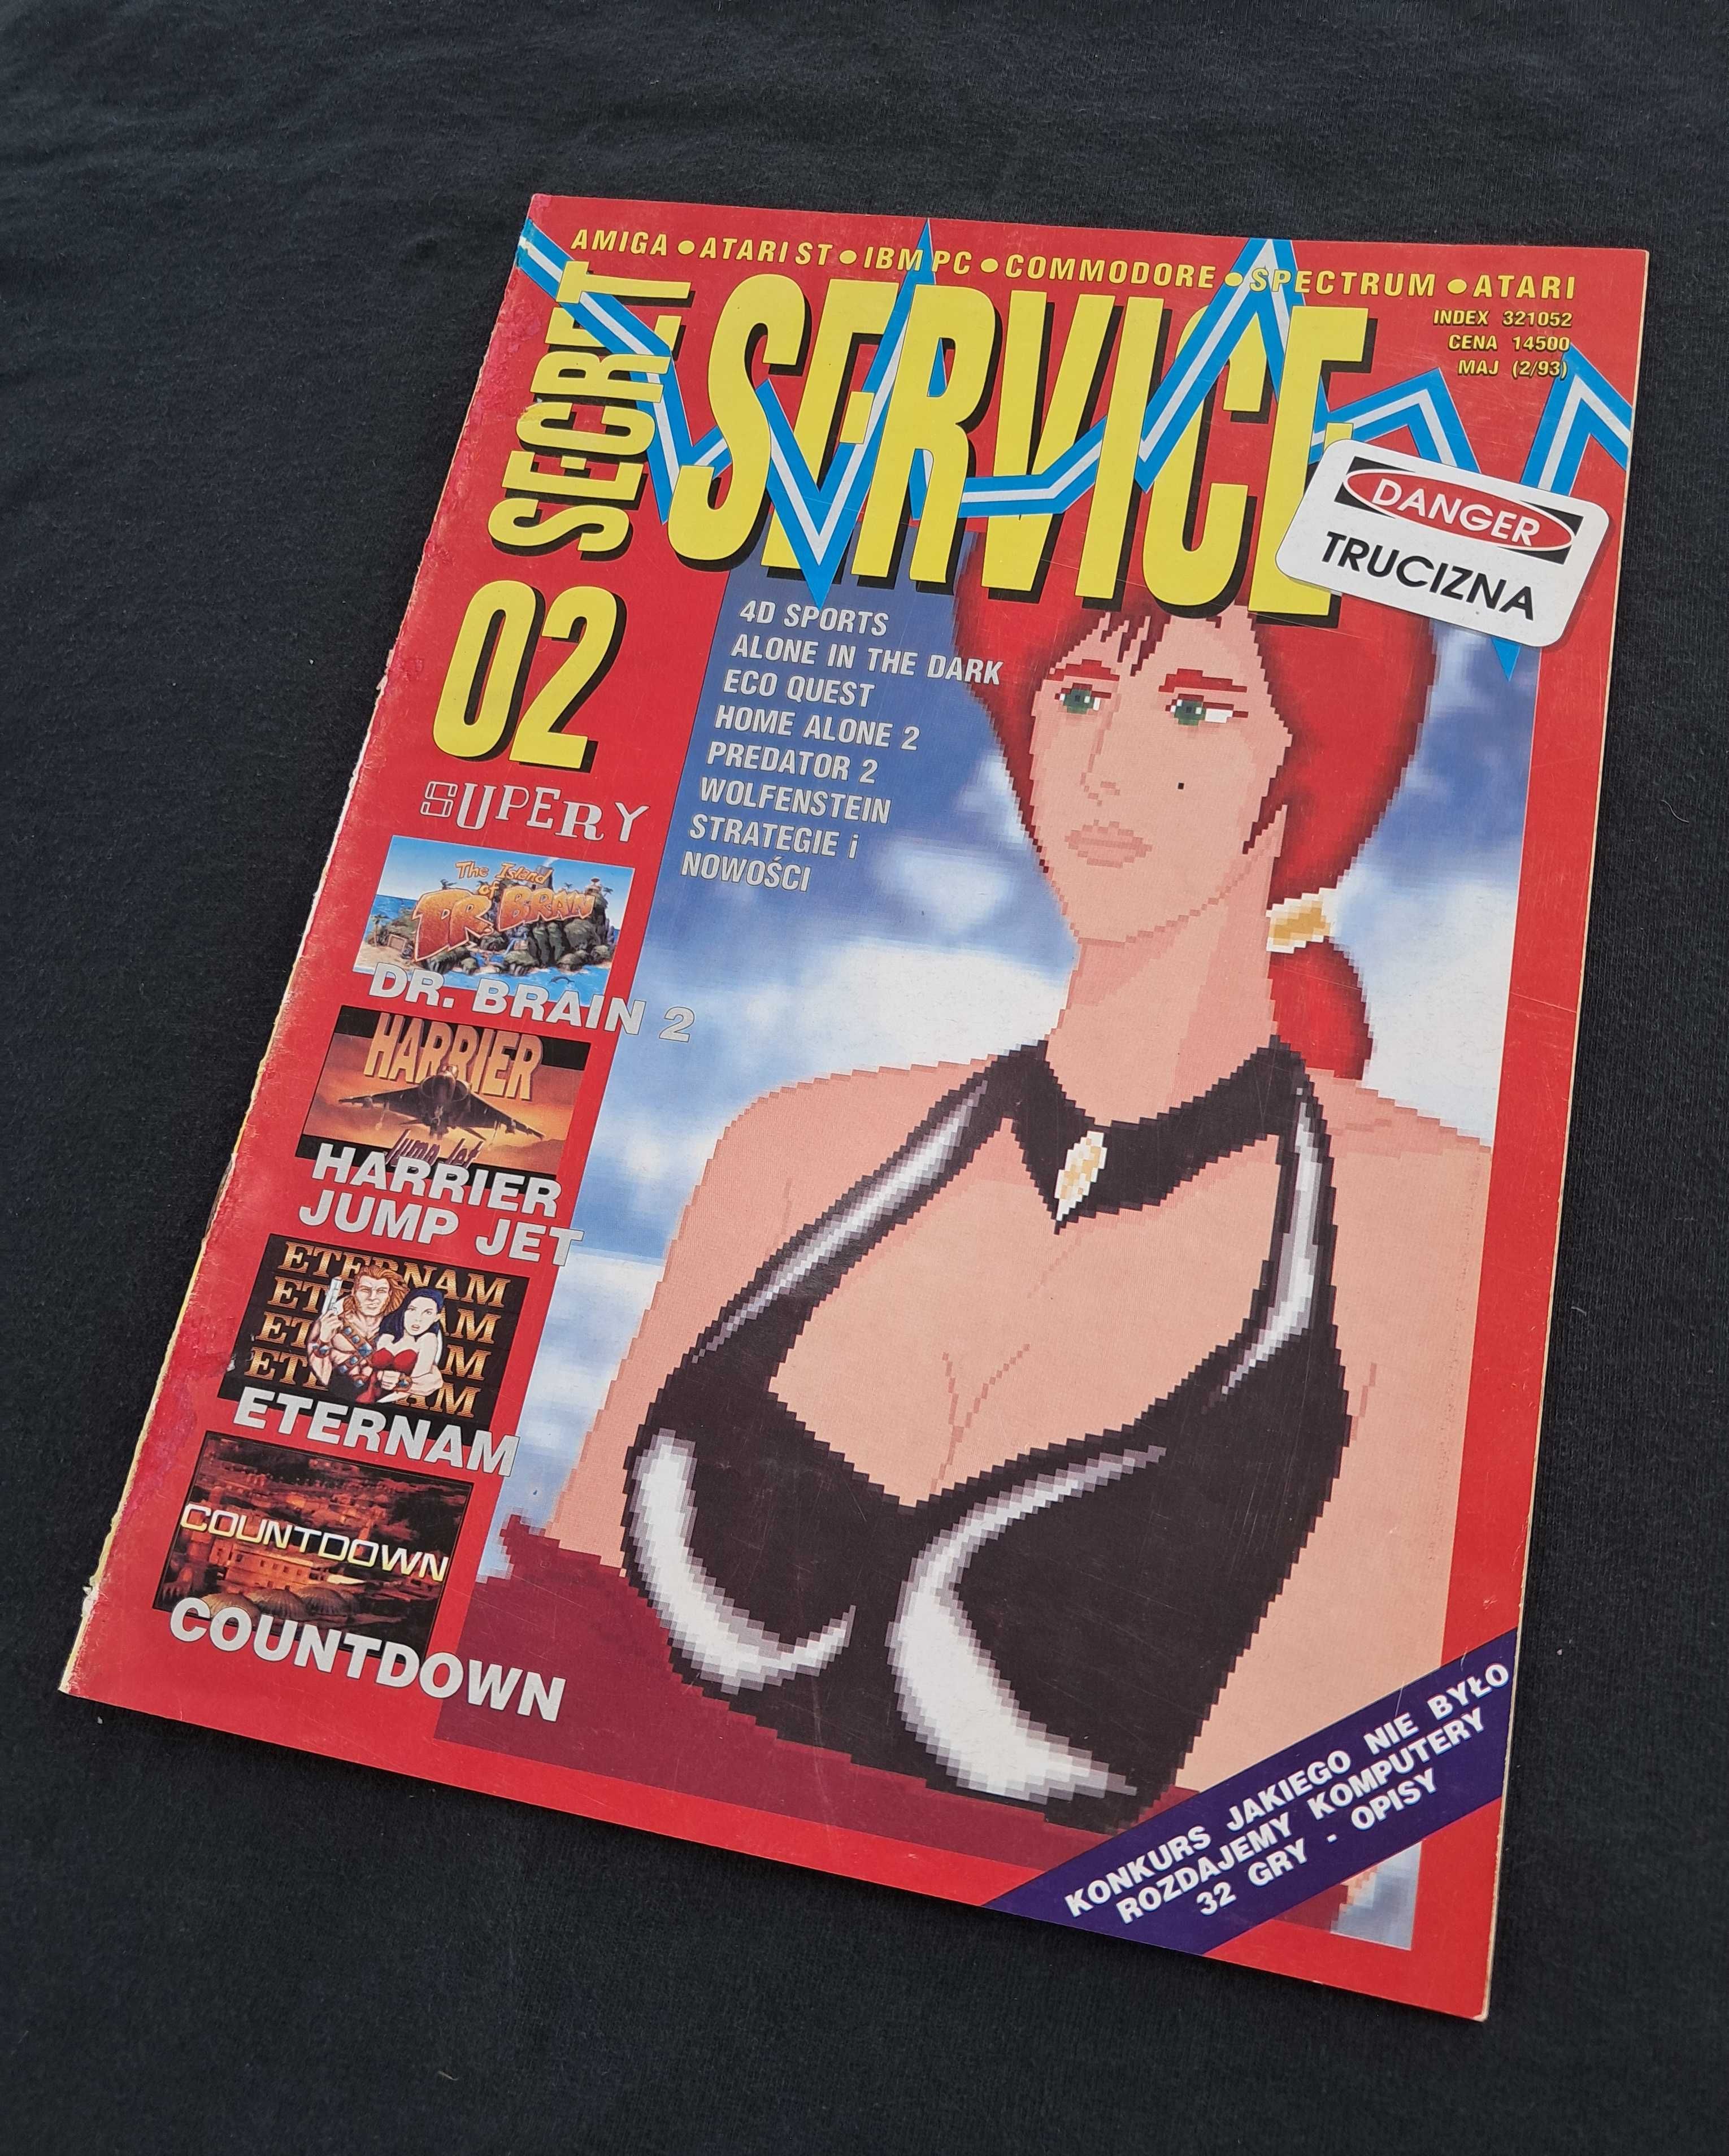 AMIGA ● ATARI ST ● IBM PC ● COMMODORE ● SPECTRUM ● ATARI
INDEX 321052
CENA 14500
MAJ (2/93)
SECRET
SERVICE
DANGER
TRUCIZNA
02
4D SPORTS
ALONE IN THE DARK
ECO QUEST
HOME ALONE 2
PREDATOR 2
WOLFENSTEIN
STRATEGIE i
NOWOŚCI
SUPERY
The Island
of
DR. BRAIN
DR. BRAIN 2
HARRIER
Jump Jet
HARRIER
JUMP JET
ETERNAM
ETERNAM
COUNTDOWN
COUNTDOWN
KONKURS JAKIEGO NIE BYŁO
ROZDAJEMY KOMPUTERY
32 GRY - OPISY